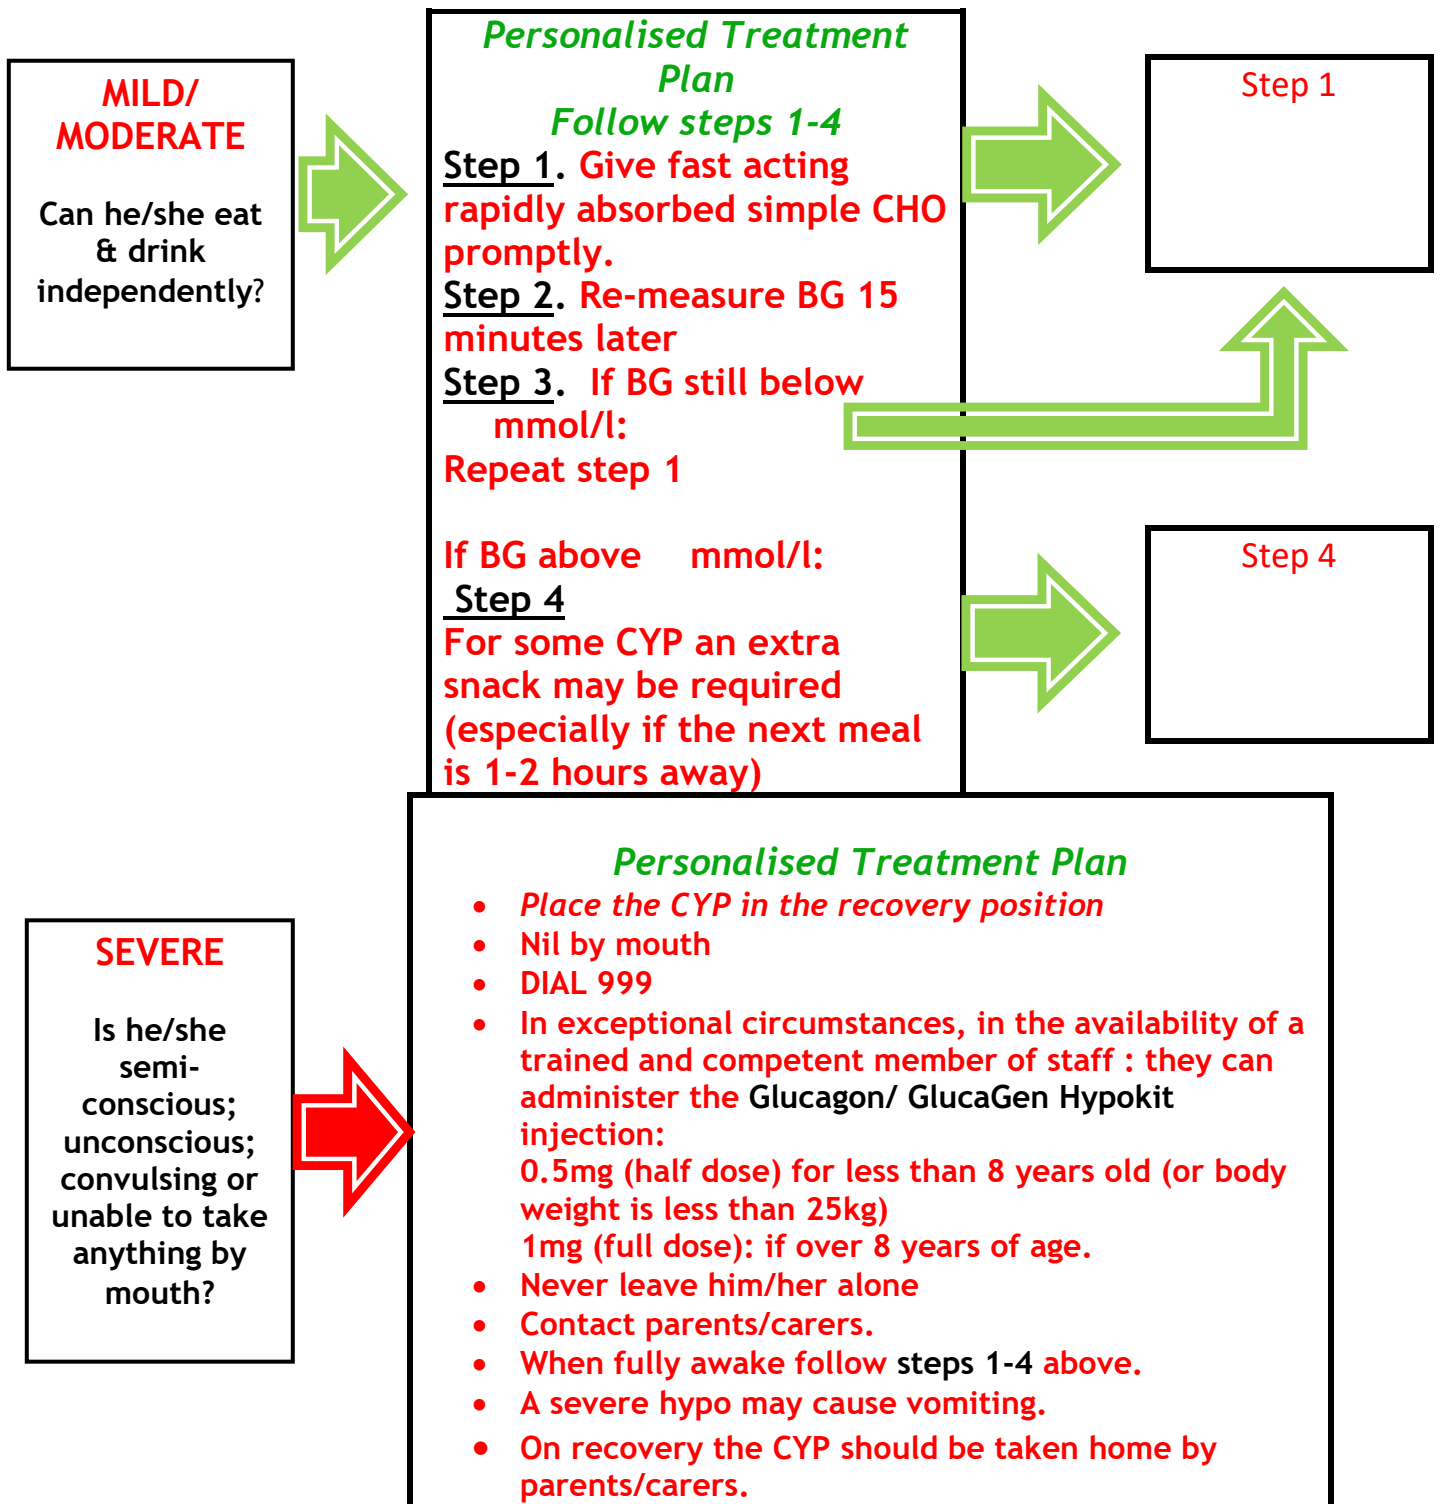 MILD/
MODERATE
Can he/she eat
& drink
independently?
Personalised Treatment
Plan
Follow steps 1-4
Step 1. Give fast acting
rapidly absorbed simple CHO
promptly.
Step 2. Re-measure BG 15
minutes later
Step 3. If BG still below
mmol/l:
Repeat step 1
If BG above mmol/l:
Step 4
For some CYP an extra
snack may be required
(especially if the next meal
is 1-2 hours away)
Step 1
Step 4
SEVERE
Is he/she
semi-
conscious;
unconscious;
convulsing or
unable to take
anything by
mouth?
Personalised Treatment Plan
• Place the CYP in the recovery position
• Nil by mouth
• DIAL 999
• In exceptional circumstances, in the availability of a
trained and competent member of staff : they can
administer the Glucagon/ GlucaGen Hypokit
injection:
0.5mg (half dose) for less than 8 years old (or body
weight is less than 25kg)
1mg (full dose): if over 8 years of age.
• Never leave him/her alone
• Contact parents/carers.
• When fully awake follow steps 1-4 above.
• A severe hypo may cause vomiting.
• On recovery the CYP should be taken home by
parents/carers.